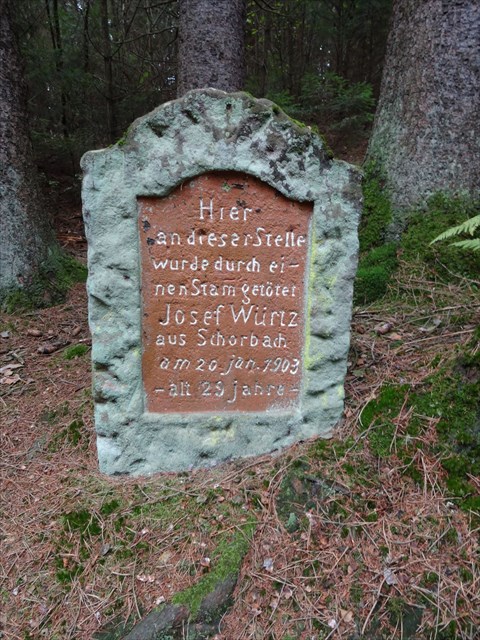 Hier
an dieser Stelle
wurde durch ei-
nen Stam getötet
Josef Würtz
aus Schorbach
am 20. jan. 1903
- alt 29 jahre -